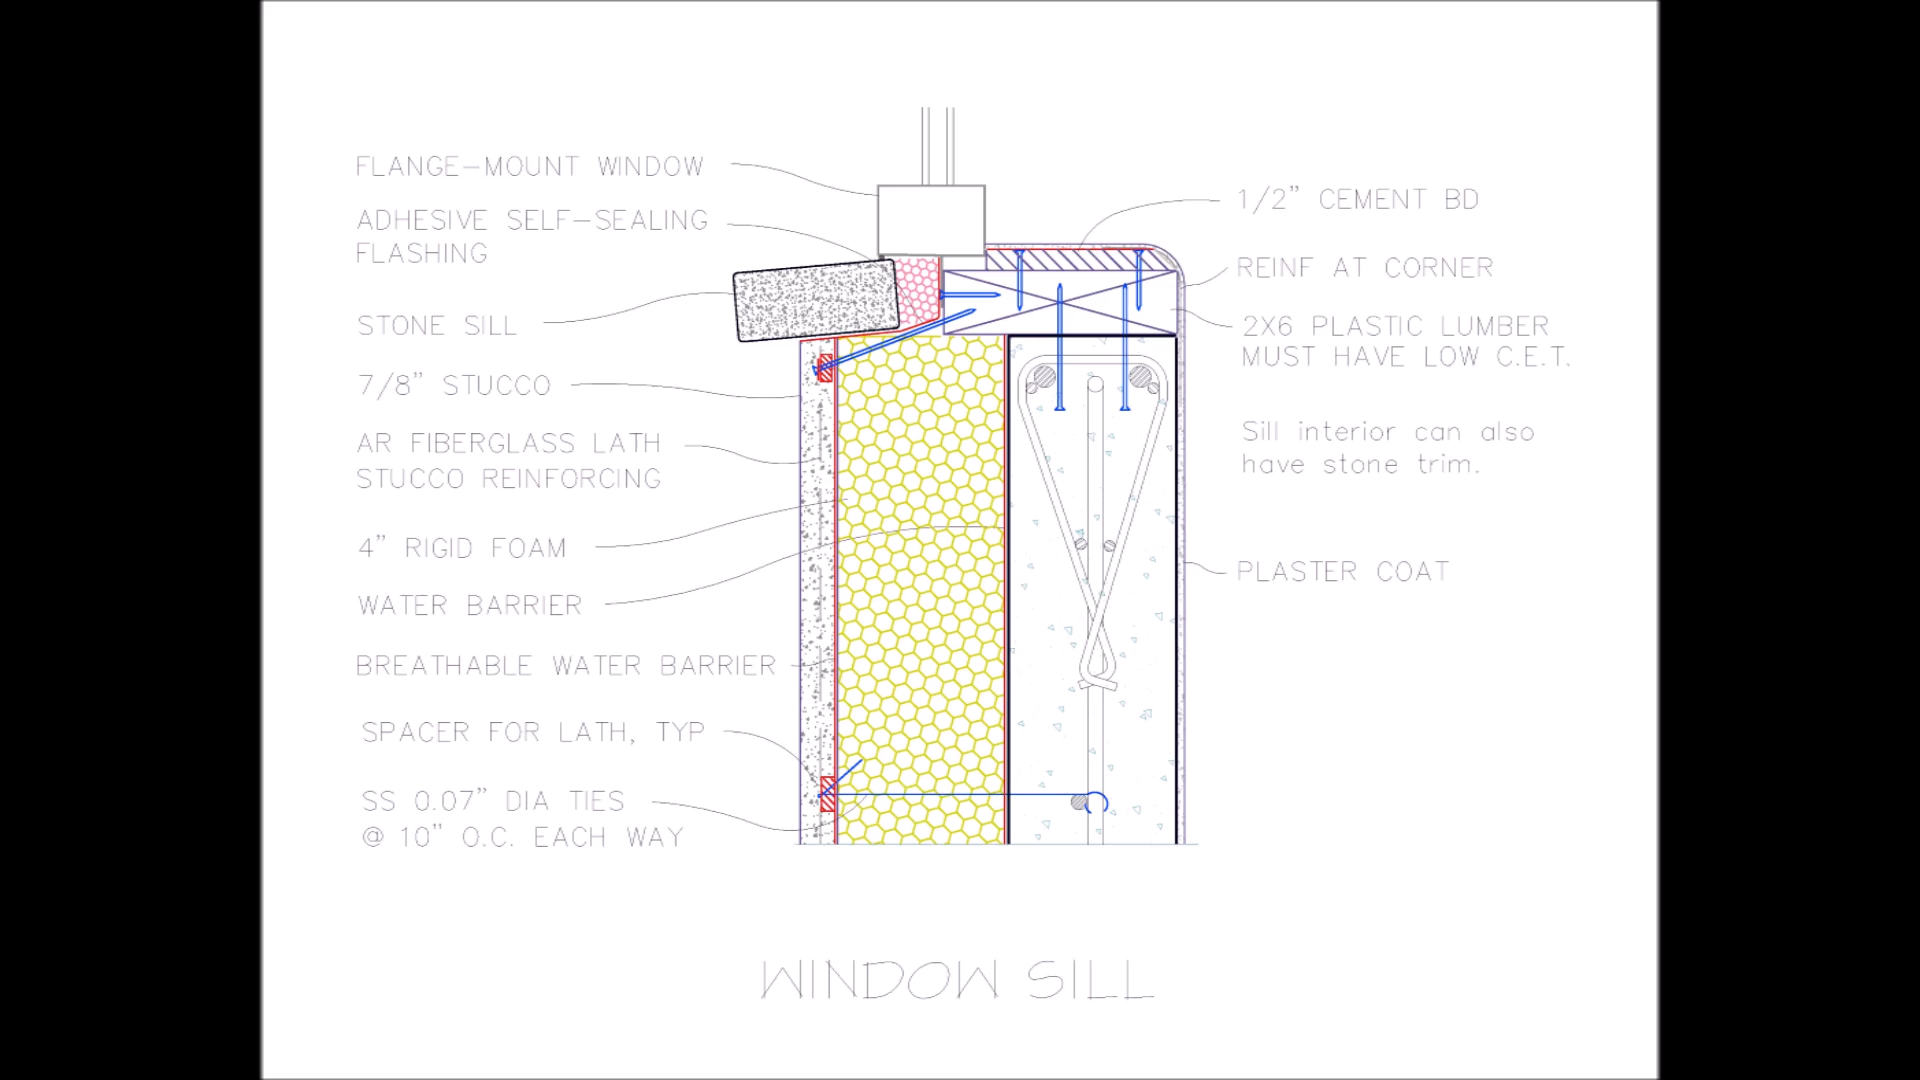 FLANGE-MOUNT WINDOW
ADHESIVE SELF-SEALING
FLASHING
STONE SILL
7/8" STUCCO
AR FIBERGLASS LATH
STUCCO REINFORCING
4" RIGID FOAM
WATER BARRIER
BREATHABLE WATER BARRIER
SPACER FOR LATH, TYP
SS 0.07" DIA TIES
@ 10" O.C. EACH WAY
1/2" CEMENT BD
REINF AT CORNER
2X6 PLASTIC LUMBER
MUST HAVE LOW C.E.T.
Sill interior can also
have stone trim.
PLASTER COAT
WINDOW SILL